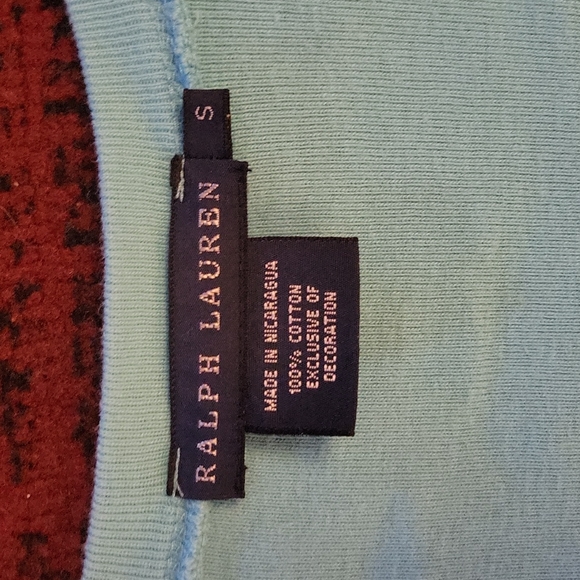 S
RALPH LAUREN
MADE IN NICARAGUA
100% COTTON
EXCLUSIVE OF
DECORATION